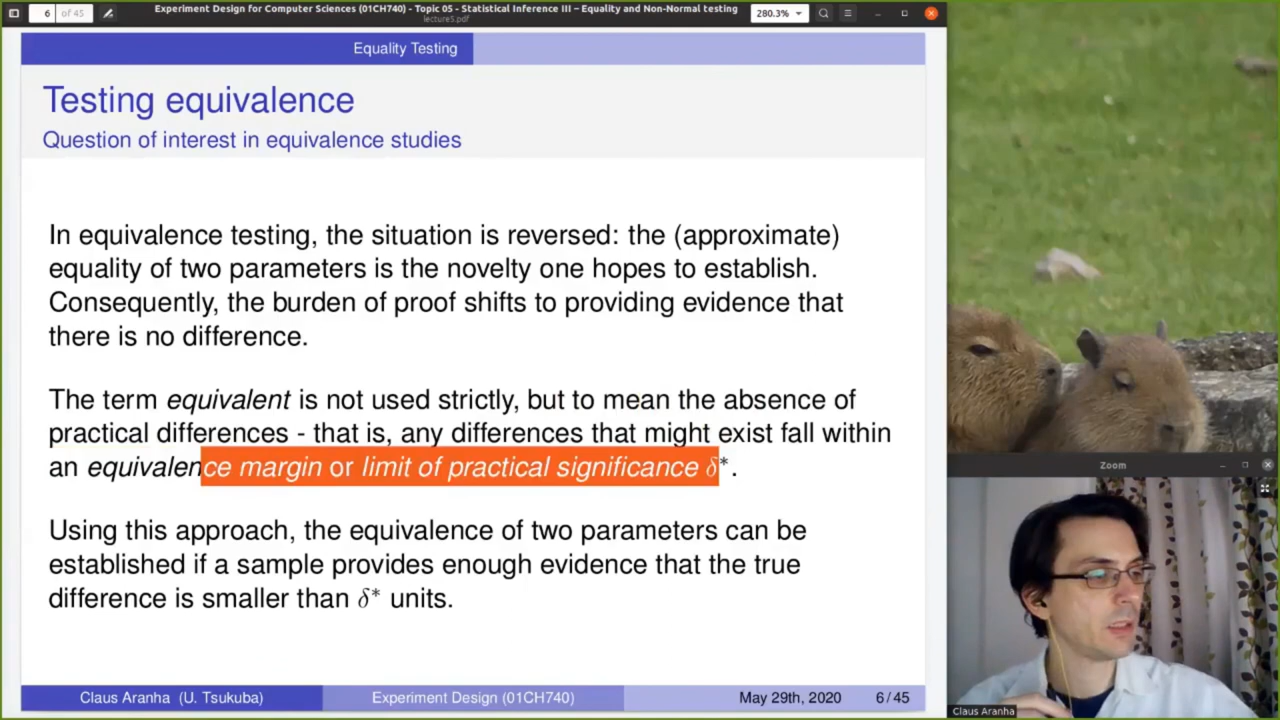 Experiment Design for Computer Sciences (01CH740) - Topic 05 - Statistical Inference III – Equality and Non-Normal testing
lecture5.pdf
6 of 45
280.3%
Equality Testing
Testing equivalence
Question of interest in equivalence studies
In equivalence testing, the situation is reversed: the (approximate)
equality of two parameters is the novelty one hopes to establish.
Consequently, the burden of proof shifts to providing evidence that
there is no difference.
The term equivalent is not used strictly, but to mean the absence of
practical differences - that is, any differences that might exist fall within
an equivalence margin or limit of practical significance δ*.
Using this approach, the equivalence of two parameters can be
established if a sample provides enough evidence that the true
difference is smaller than δ* units.
Claus Aranha (U. Tsukuba)
Experiment Design (01CH740)
May 29th, 2020
6 / 45
Zoom
Claus Aranha